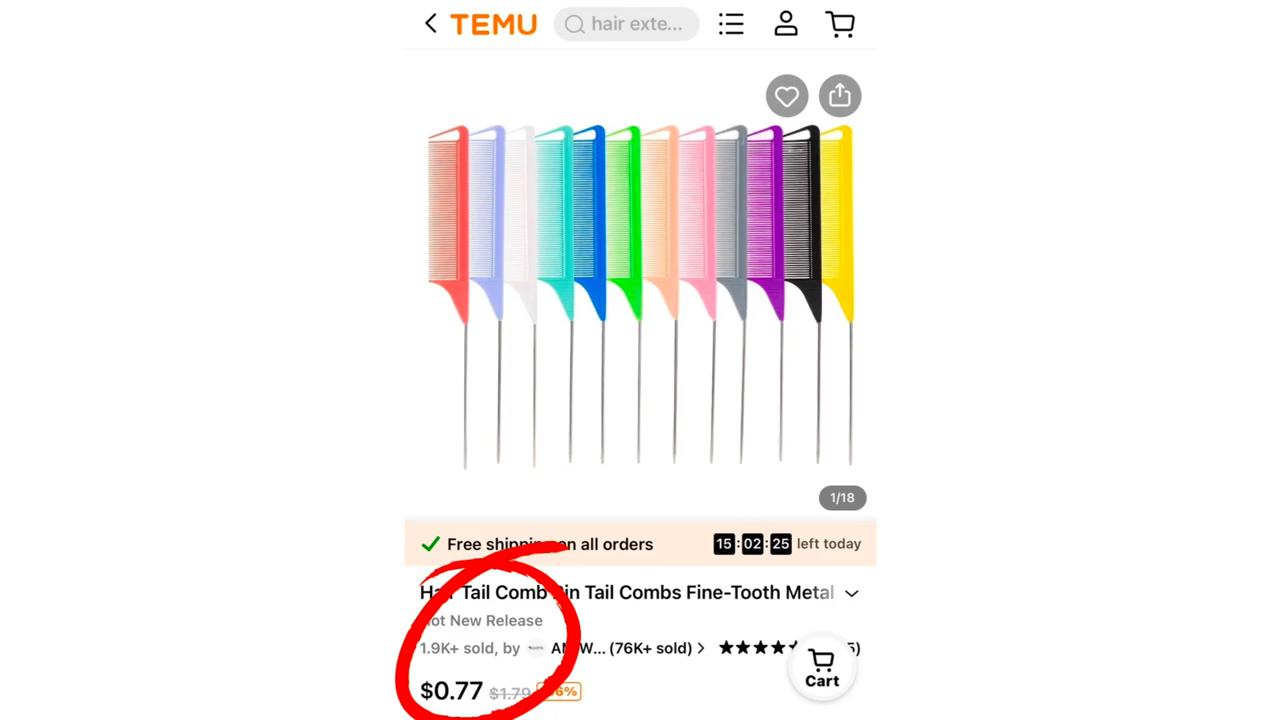 TEMU
hair exte...
1/18
Free shipping on all orders
15:02:25 left today
Tail Comb Pin Tail Combs Fine-Tooth Metal
New Release
1.9K+ sold, by
(76K+ sold)
Cart
$0.77 $1.79